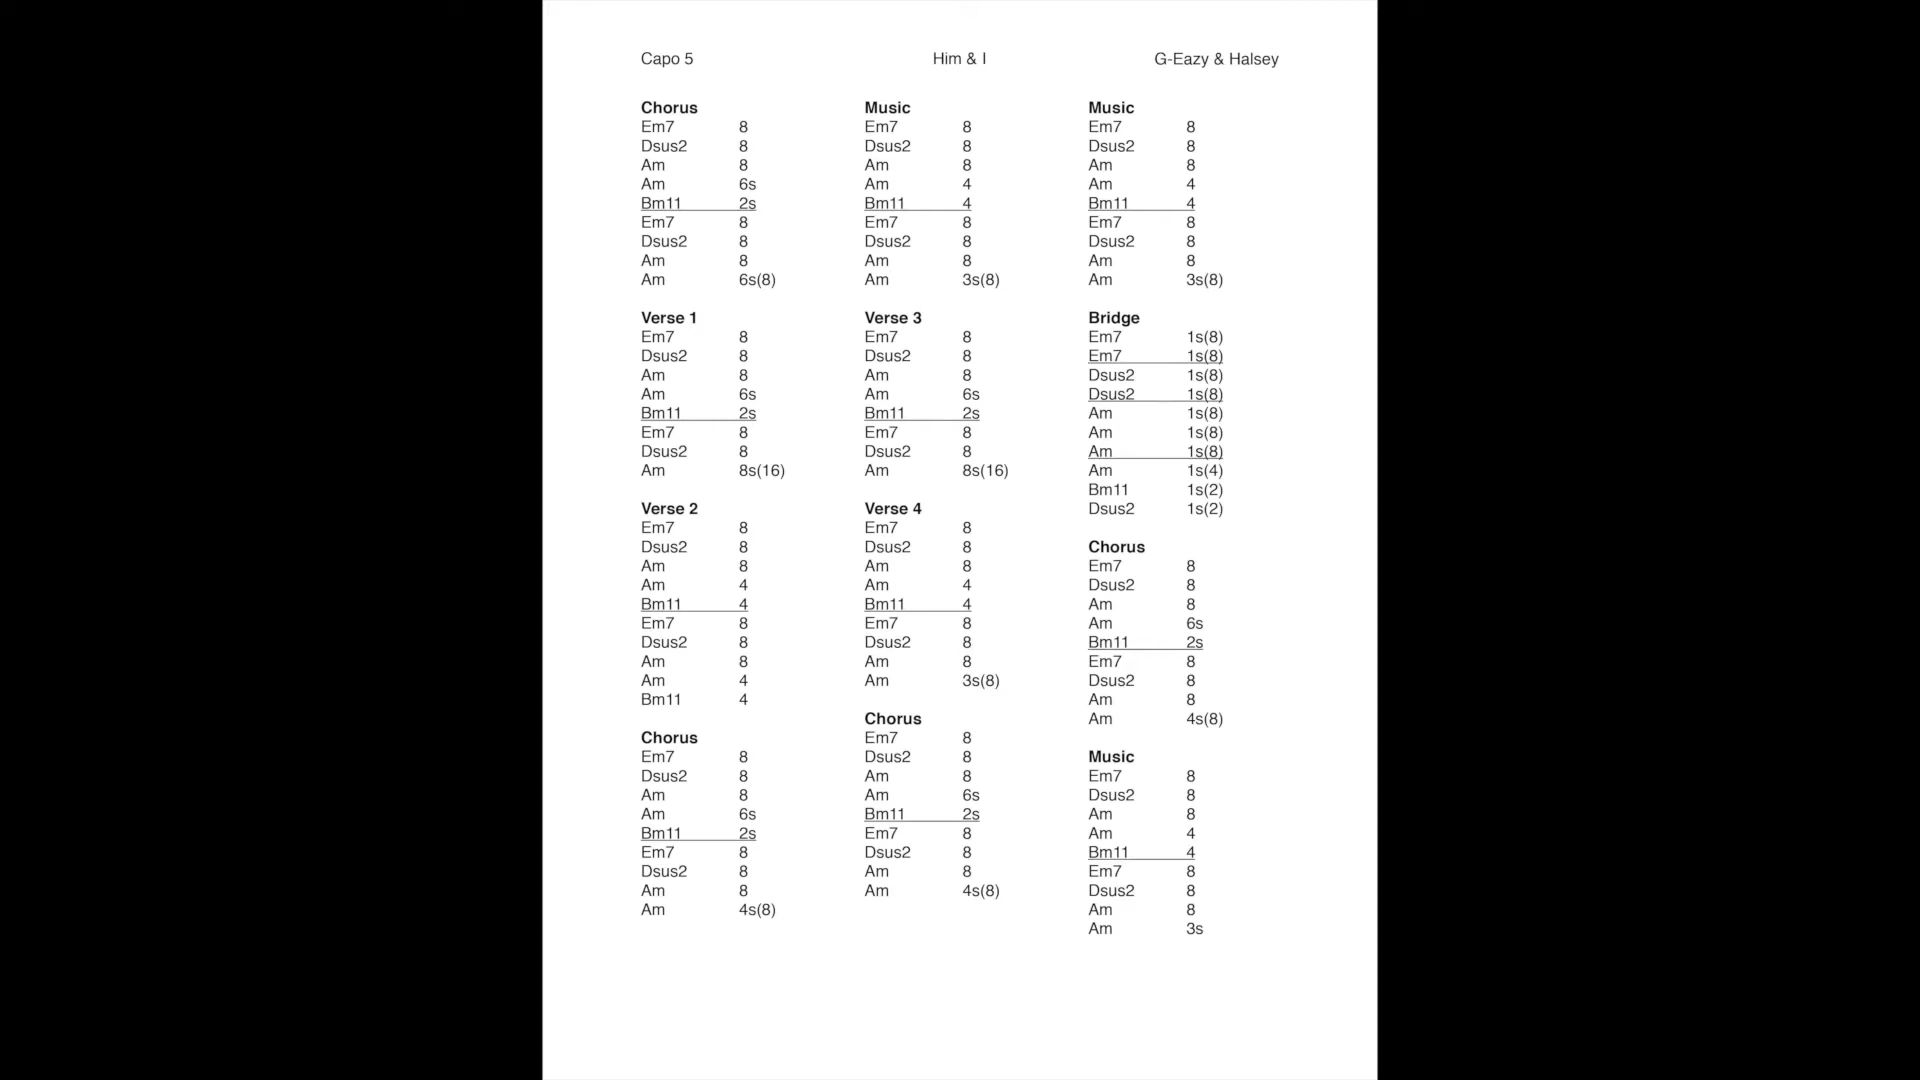 Capo 5 Him & I G-Eazy & Halsey
Chorus
Em7 8
Dsus2 8
Am 8
Am 6s
Bm11 2s
Em7 8
Dsus2 8
Am 8
Am 6s(8)
Verse 1
Em7 8
Dsus2 8
Am 8
Am 6s
Bm11 2s
Em7 8
Dsus2 8
Am 8s(16)
Verse 2
Em7 8
Dsus2 8
Am 8
Am 4
Bm11 4
Em7 8
Dsus2 8
Am 8
Am 4
Bm11 4
Chorus
Em7 8
Dsus2 8
Am 8
Am 6s
Bm11 2s
Em7 8
Dsus2 8
Am 8
Am 4s(8)
Music
Em7 8
Dsus2 8
Am 8
Am 4
Bm11 4
Em7 8
Dsus2 8
Am 8
Am 3s(8)
Verse 3
Em7 8
Dsus2 8
Am 8
Am 6s
Bm11 2s
Em7 8
Dsus2 8
Am 8s(16)
Verse 4
Em7 8
Dsus2 8
Am 8
Am 4
Bm11 4
Em7 8
Dsus2 8
Am 8
Am 3s(8)
Chorus
Em7 8
Dsus2 8
Am 8
Am 6s
Bm11 2s
Em7 8
Dsus2 8
Am 8
Am 4s(8)
Music
Em7 8
Dsus2 8
Am 8
Am 4
Bm11 4
Em7 8
Dsus2 8
Am 8
Am 3s(8)
Bridge
Em7 1s(8)
Em7 1s(8)
Dsus2 1s(8)
Dsus2 1s(8)
Am 1s(8)
Am 1s(8)
Am 1s(8)
Am 1s(4)
Bm11 1s(2)
Dsus2 1s(2)
Chorus
Em7 8
Dsus2 8
Am 8
Am 6s
Bm11 2s
Em7 8
Dsus2 8
Am 8
Am 4s(8)
Music
Em7 8
Dsus2 8
Am 8
Am 4
Bm11 4
Em7 8
Dsus2 8
Am 8
Am 3s